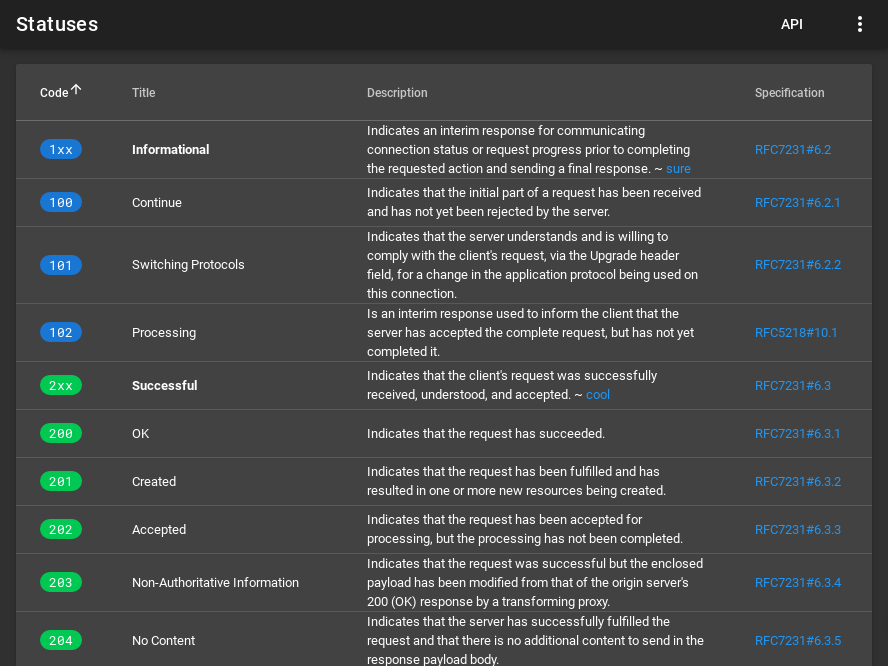 Statuses API
Code Title Description Specification
1xx Informational Indicates an interim response for communicating
connection status or request progress prior to completing
the requested action and sending a final response. ~ sure RFC7231#6.2
100 Continue Indicates that the initial part of a request has been received
and has not yet been rejected by the server. RFC7231#6.2.1
101 Switching Protocols Indicates that the server understands and is willing to
comply with the client's request, via the Upgrade header
field, for a change in the application protocol being used on
this connection. RFC7231#6.2.2
102 Processing Is an interim response used to inform the client that the
server has accepted the complete request, but has not yet
completed it. RFC5218#10.1
2xx Successful Indicates that the client's request was successfully
received, understood, and accepted. ~ cool RFC7231#6.3
200 OK Indicates that the request has succeeded. RFC7231#6.3.1
201 Created Indicates that the request has been fulfilled and has
resulted in one or more new resources being created. RFC7231#6.3.2
202 Accepted Indicates that the request has been accepted for
processing, but the processing has not been completed. RFC7231#6.3.3
203 Non-Authoritative Information Indicates that the request was successful but the enclosed
payload has been modified from that of the origin server's
200 (OK) response by a transforming proxy. RFC7231#6.3.4
204 No Content Indicates that the server has successfully fulfilled the
request and that there is no additional content to send in the
response payload body. RFC7231#6.3.5